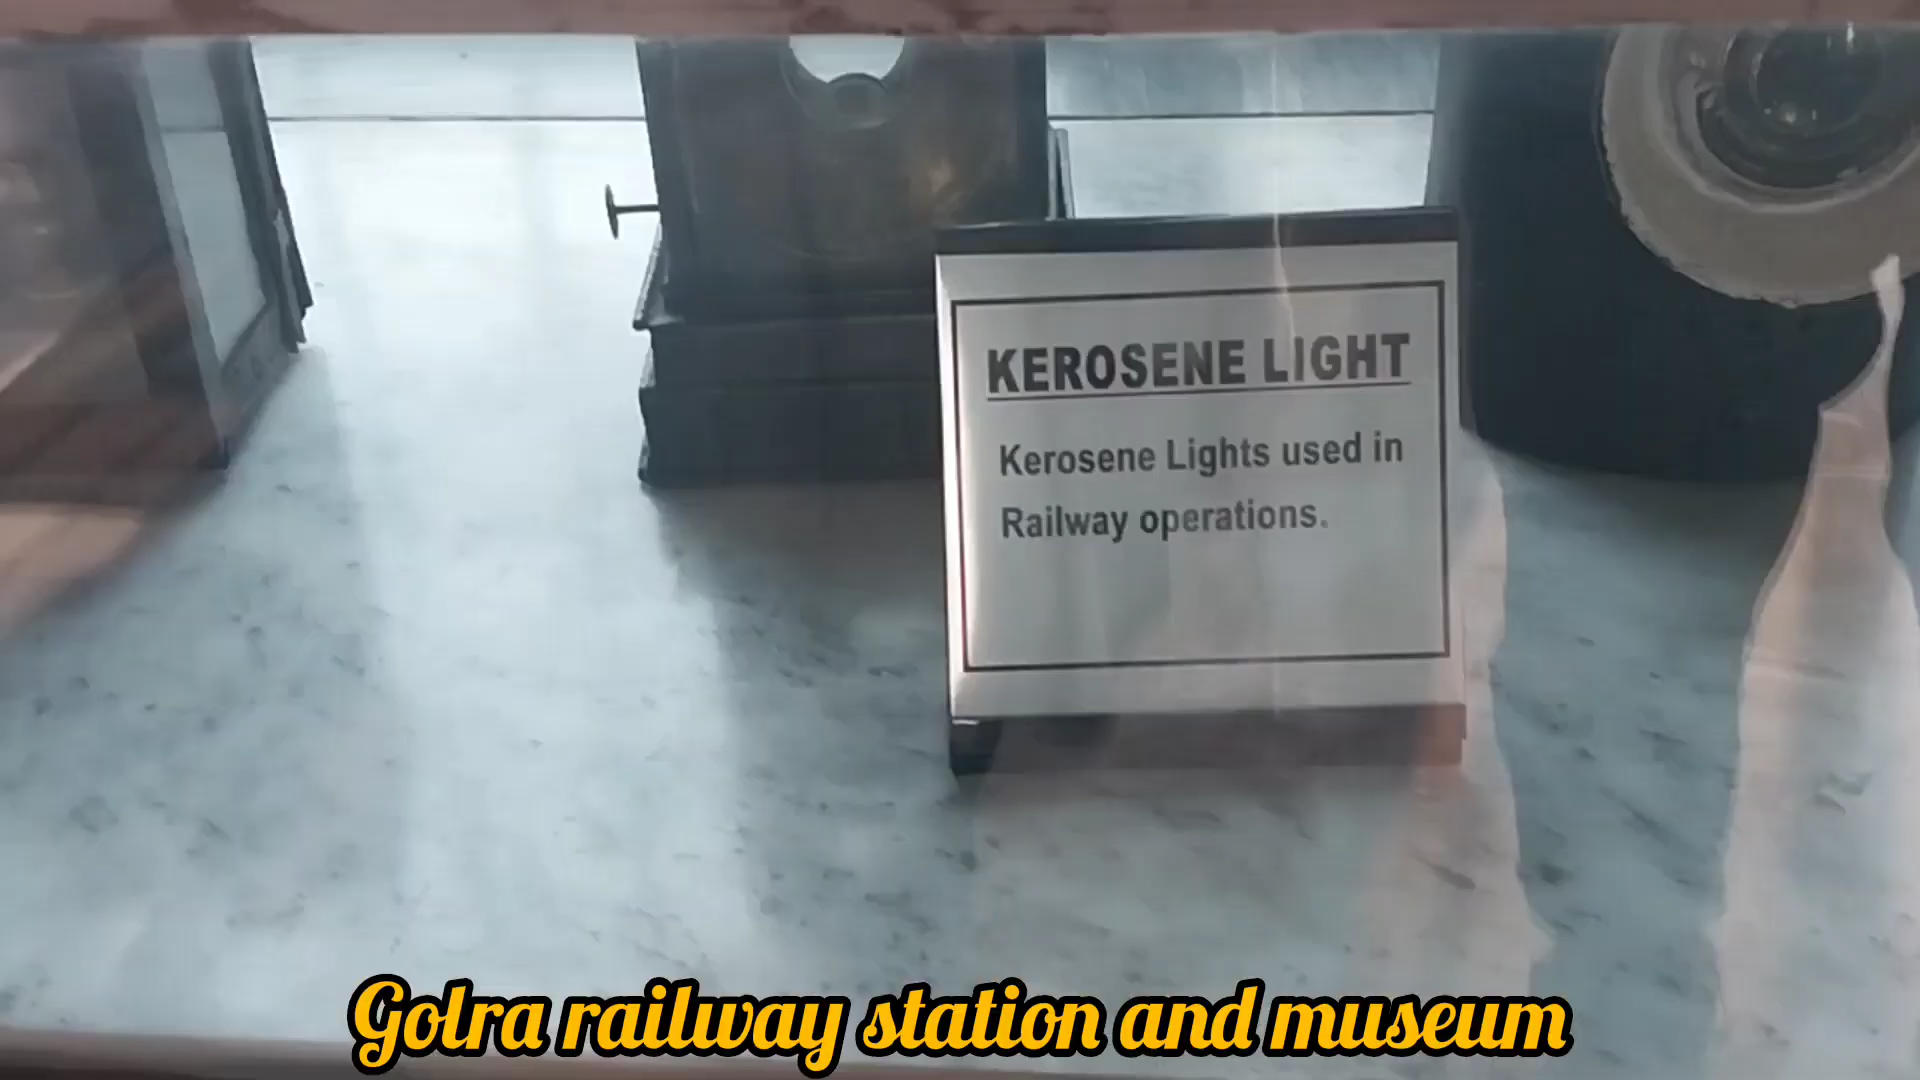 KEROSENE LIGHT
Kerosene Lights used in
Railway operations.
Golra railway station and museum